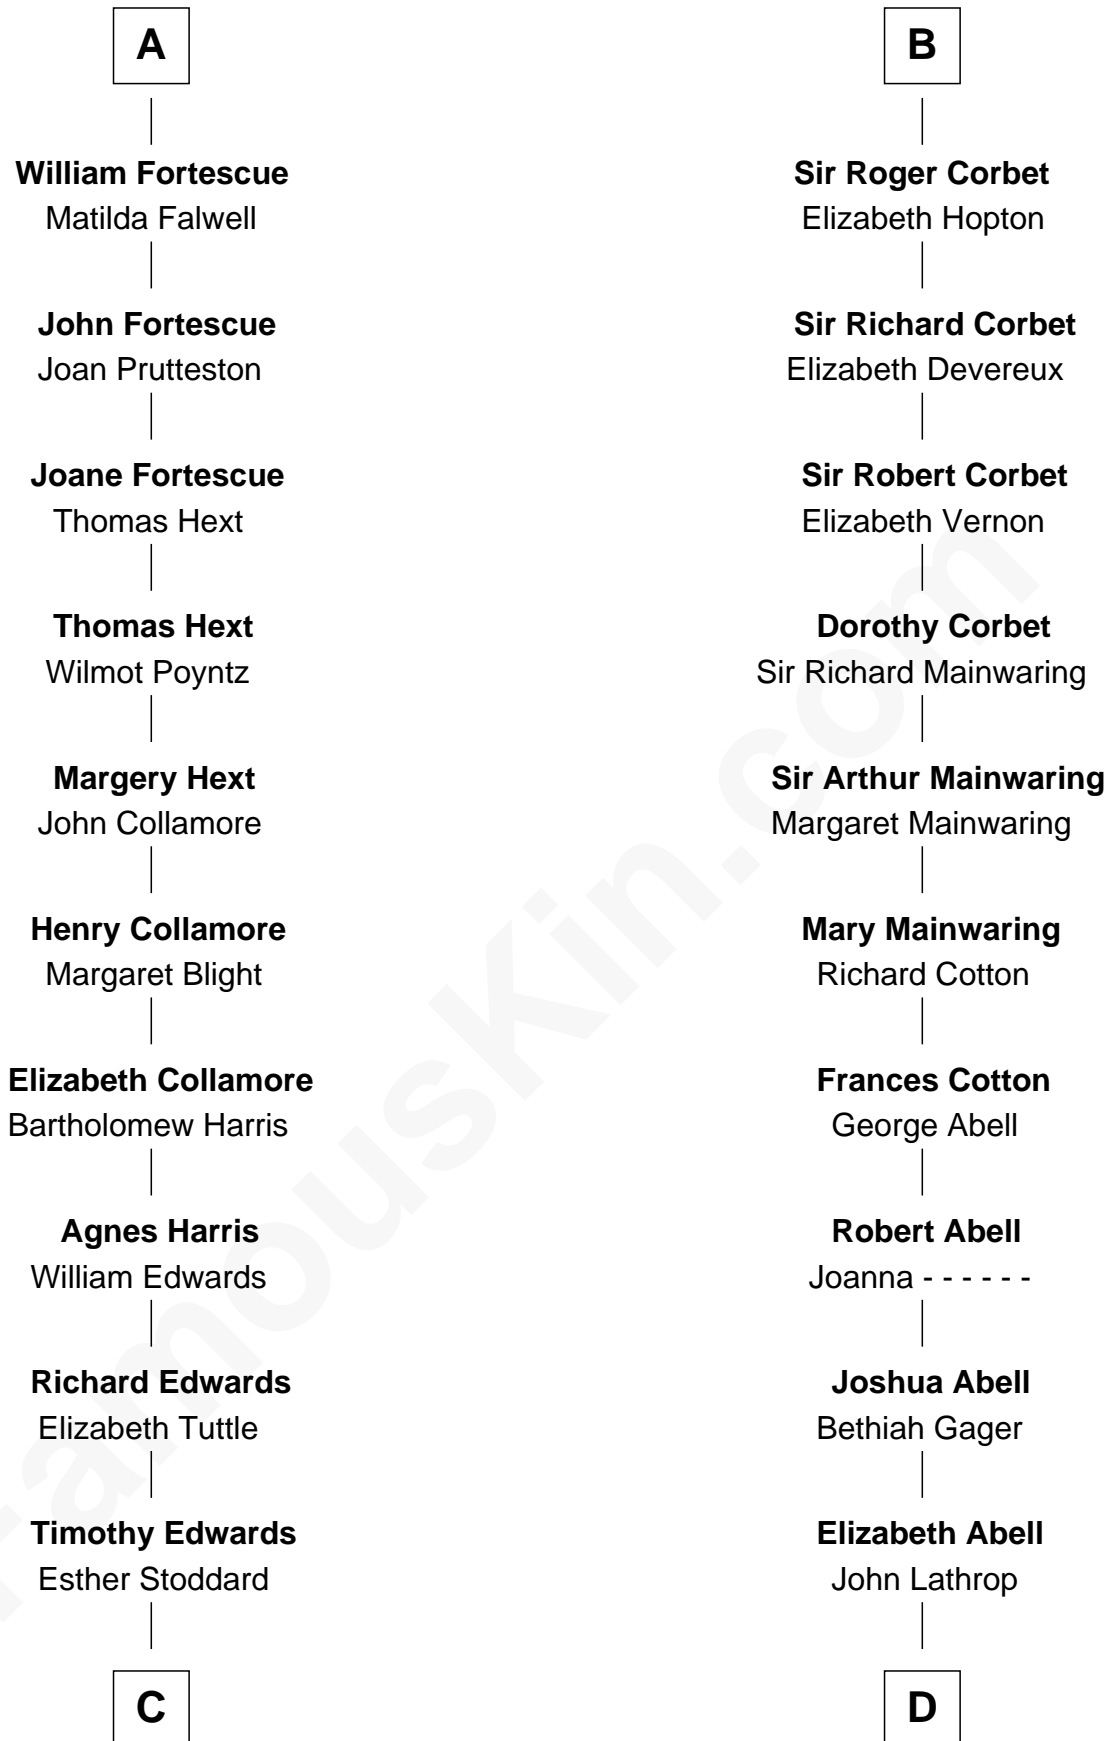 A
William Fortescue
Matilda Falwell
John Fortescue
Joan Prutteston
Joane Fortescue
Thomas Hext
Thomas Hext
Wilmot Poyntz
Margery Hext
John Collamore
Henry Collamore
Margaret Blight
Elizabeth Collamore
Bartholomew Harris
Agnes Harris
William Edwards
Richard Edwards
Elizabeth Tuttle
Timothy Edwards
Esther Stoddard
C
B
Sir Roger Corbet
Elizabeth Hopton
Sir Richard Corbet
Elizabeth Devereux
Sir Robert Corbet
Elizabeth Vernon
Dorothy Corbet
Sir Richard Mainwaring
Sir Arthur Mainwaring
Margaret Mainwaring
Mary Mainwaring
Richard Cotton
Frances Cotton
George Abell
Robert Abell
Joanna - - - - - -
Joshua Abell
Bethiah Gager
Elizabeth Abell
John Lathrop
D
FamousKin.com